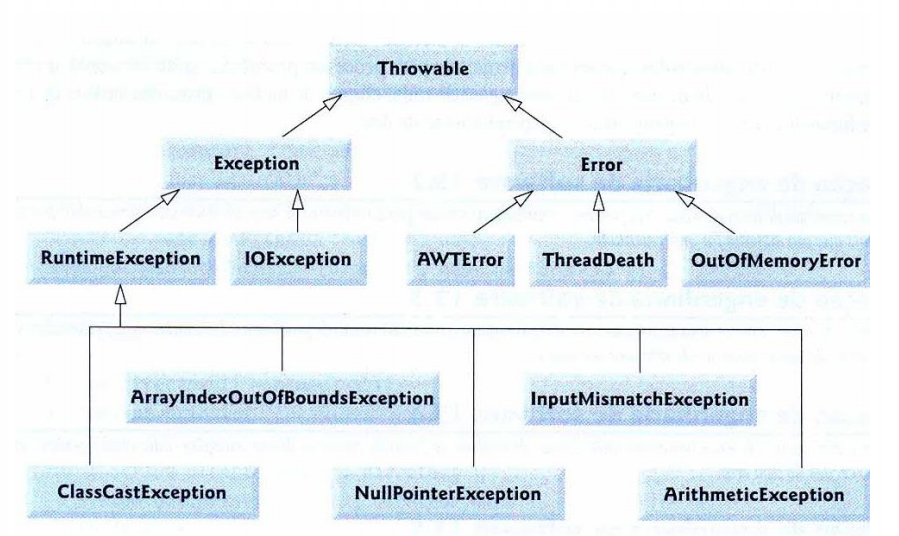 Throwable
Exception
Error
RuntimeException
IOException
AWTError
ThreadDeath
OutOfMemoryError
ArrayIndexOutOfBoundsException
InputMismatchException
ClassCastException
NullPointerException
ArithmeticException